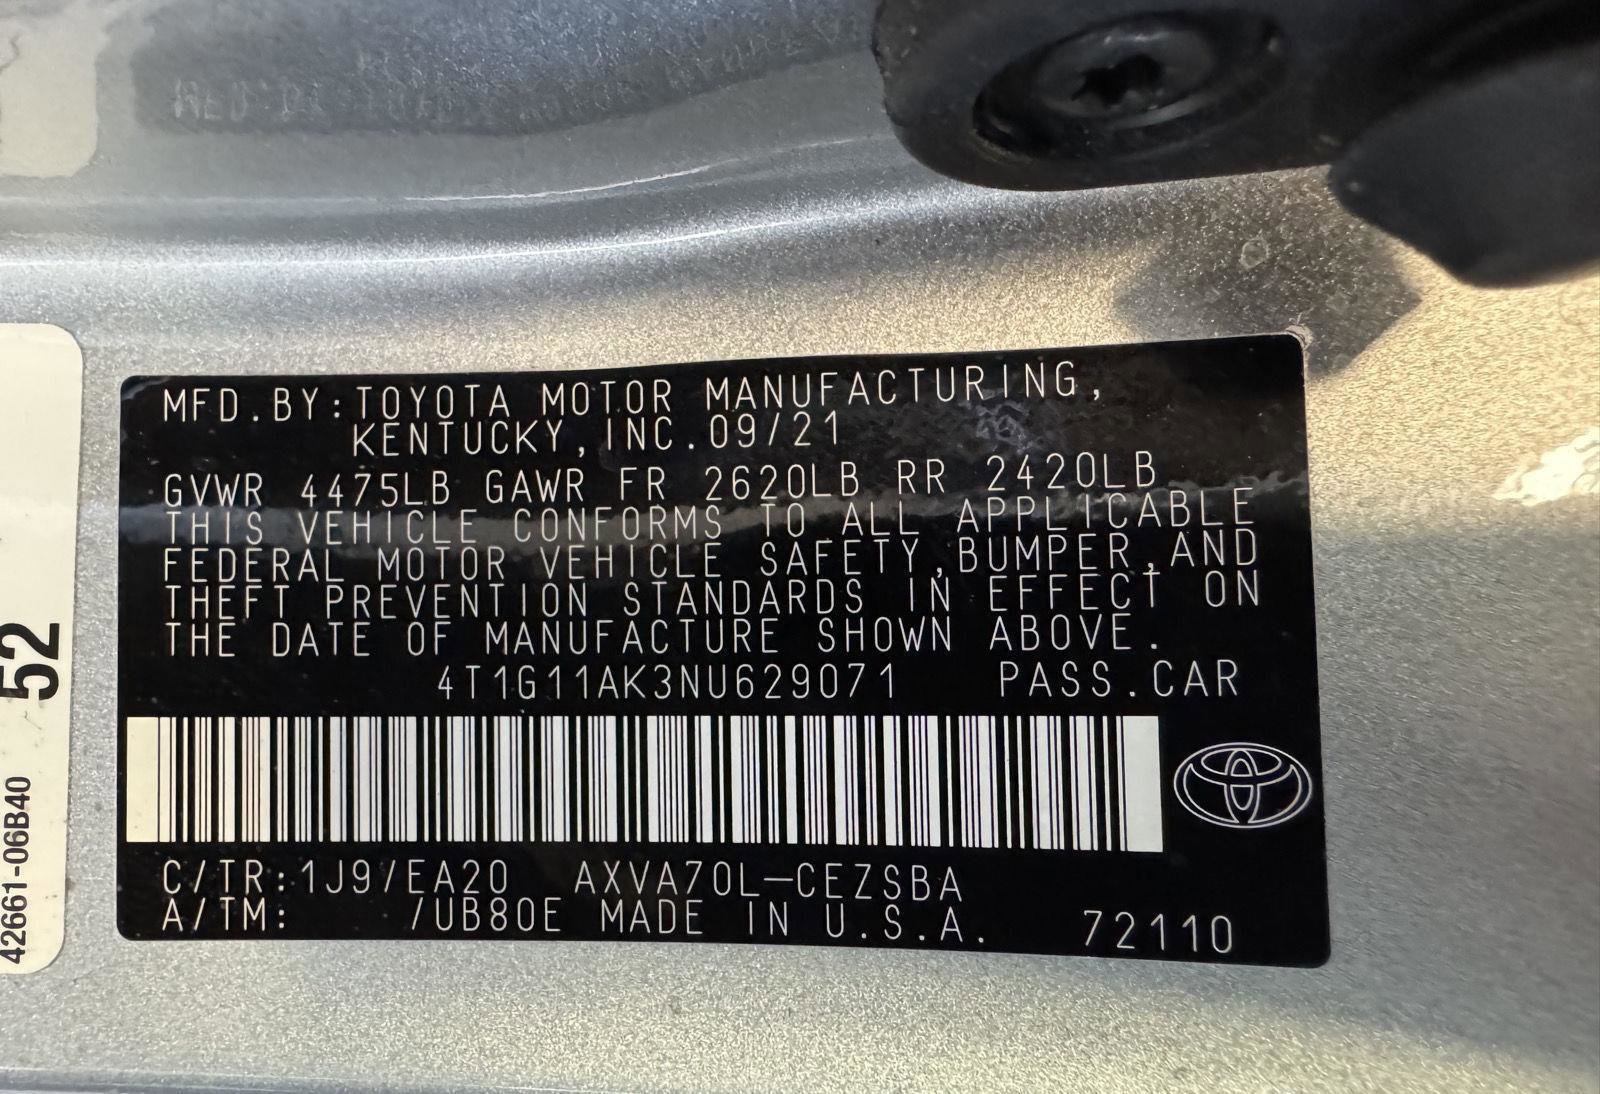 MFD.BY:TOYOTA MOTOR MANUFACTURING,
KENTUCKY,INC.09/21
GVWR 4475LB GAWR FR 2620LB RR 2420LB
THIS VEHICLE CONFORMS TO ALL APPLICABLE
FEDERAL MOTOR VEHICLE SAFETY,BUMPER,AND
THEFT PREVENTION STANDARDS IN EFFECT ON
THE DATE OF MANUFACTURE SHOWN ABOVE.
4T1G11AK3NU629071 PASS.CAR
C/TR:1J9/EA20 AXVA70L-CEZSBA
A/TM: /UB80E MADE IN U.S.A. 72110
52
42661-06B40